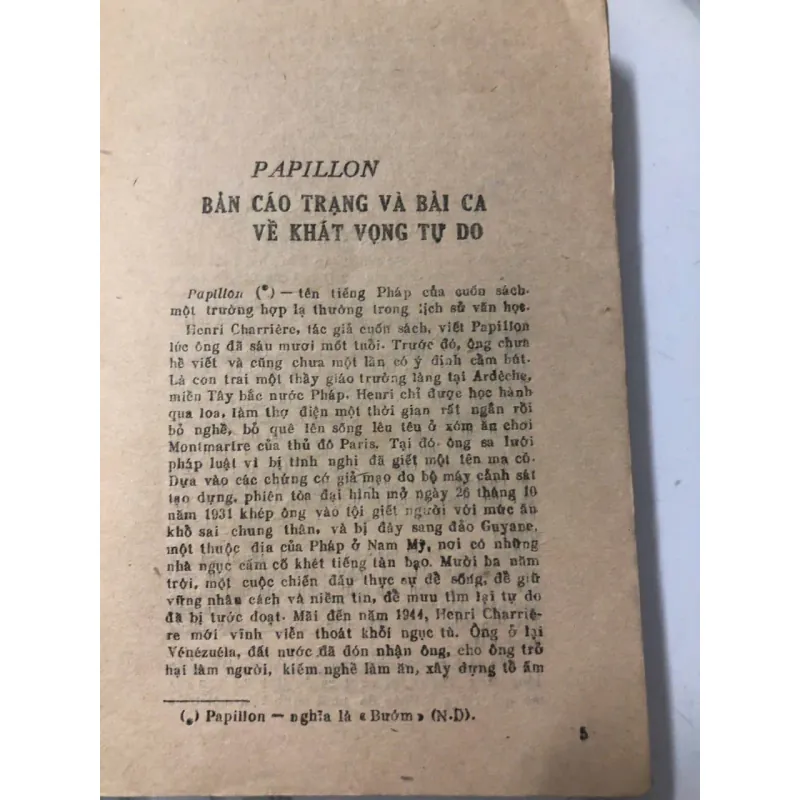 PAPILLON
BẢN CÁO TRẠNG VÀ BÀI CA
VỀ KHÁT VỌNG TỰ DO
Papillon (*) — tên tiếng Pháp của cuốn sách-
một trường hợp lạ thường trong lịch sử văn học.
Henri Charrière, tác giả cuốn sách, viết Papillon
lúc ông đã sáu mươi mốt tuổi. Trước đó, ông chưa
hề viết và cũng chưa một lần có ý định cầm bút.
Là con trai một thầy giáo trường làng tại Ardèche,
miền Tây bắc nước Pháp. Henri chỉ được học hành
qua loa, làm thợ điện một thời gian rất ngắn rồi
bỏ nghề, bỏ quê lên sống lêu têu ở xóm ăn chơi
Montmartre của thủ đô Paris. Tại đó, ông sa lưới
pháp luật vì bị tình nghi đã giết một tên ma cô.
Dựa vào các chứng cớ giả mạo do bộ máy cảnh sát
tạo dựng, phiên tòa đại hình mở ngày 26 tháng 10
năm 1931 khép ông vào tội giết người với mức án
khổ sai chung thân, và bị đày sang đảo Guyane,
một thuộc địa của Pháp ở Nam Mỹ, nơi có những
nhà ngục cấm cố khét tiếng tàn bạo. Mười ba năm
trời, một cuộc chiến đấu thực sự để sống, để giữ
vững nhân cách và niềm tin, để mưu tìm lại tự do
đã bị tước đoạt. Mãi đến năm 1944, Henri Charriè-
re mới vĩnh viễn thoát khỏi ngục tù. Ông ở lại
Vénézuéla, đất nước đã đón nhận ông, cho ông trở
hại làm người, kiếm nghề làm ăn, xây dựng tổ ấm
(*) Papillon — nghĩa là « Bướm » (N.D).
5